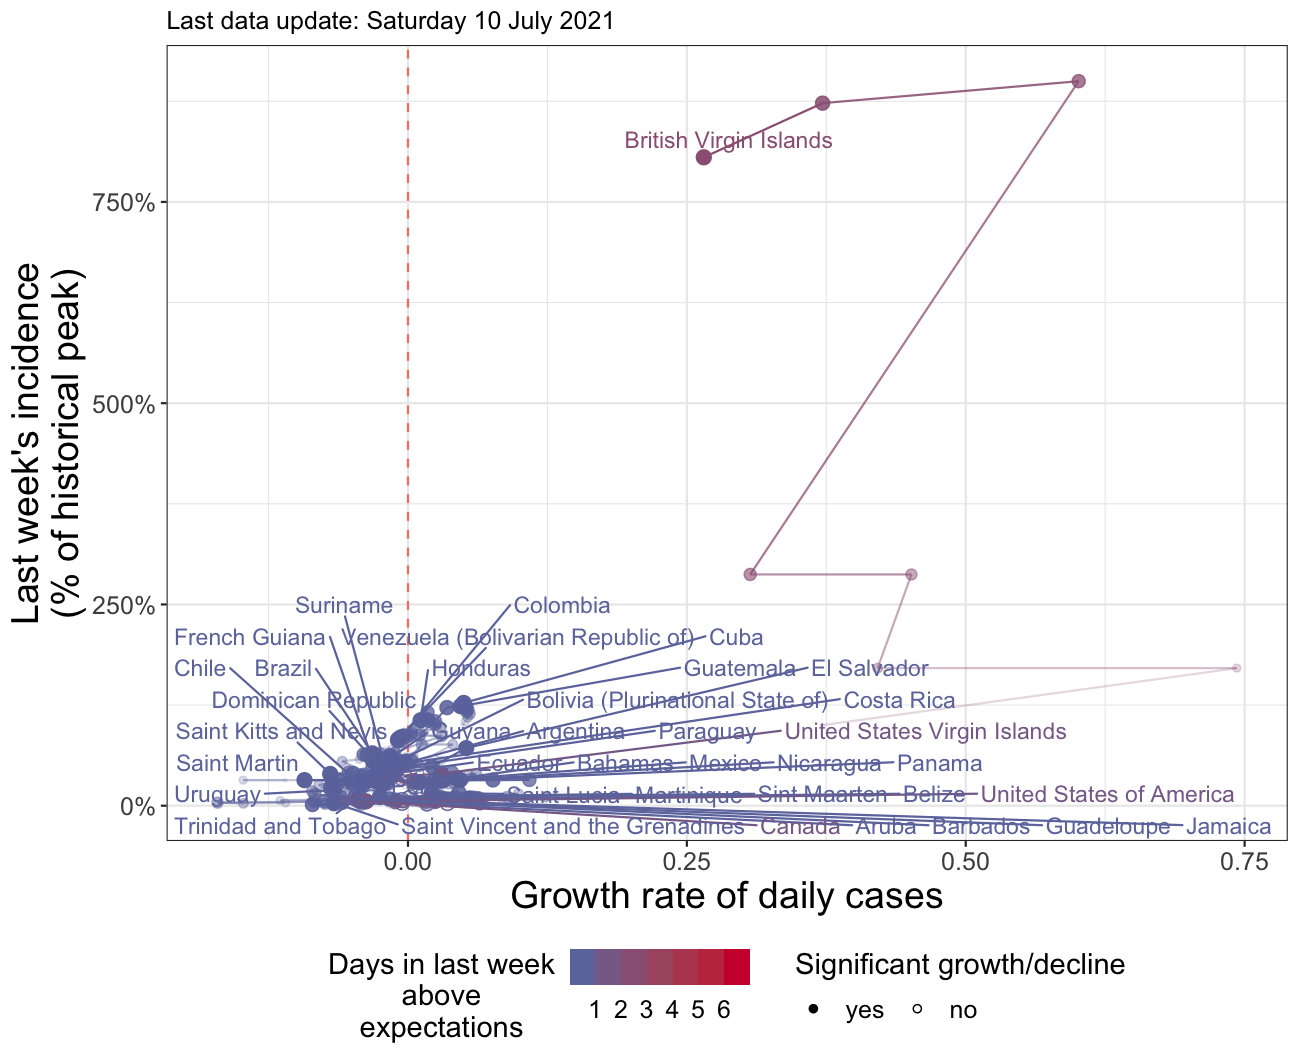 Last data update: Saturday 10 July 2021
Last week's incidence
(% of historical peak)
750%
500%
250%
0%
British Virgin Islands
Suriname
Colombia
French Guiana
Venezuela (Bolivarian Republic of)
Cuba
Chile
Brazil
Honduras
Guatemala
El Salvador
Dominican Republic
Bolivia (Plurinational State of)
Costa Rica
Saint Kitts and Nevis
Guyana
Argentina
Paraguay
United States Virgin Islands
Saint Martin
Ecuador
Bahamas
Mexico
Nicaragua
Panama
Uruguay
Saint Lucia
Martinique
Sint Maarten
Belize
United States of America
Trinidad and Tobago
Saint Vincent and the Grenadines
Canada
Aruba
Barbados
Guadeloupe
Jamaica
0.00
0.25
0.50
0.75
Growth rate of daily cases
Days in last week
above
expectations
1 2 3 4 5 6
Significant growth/decline
yes
no